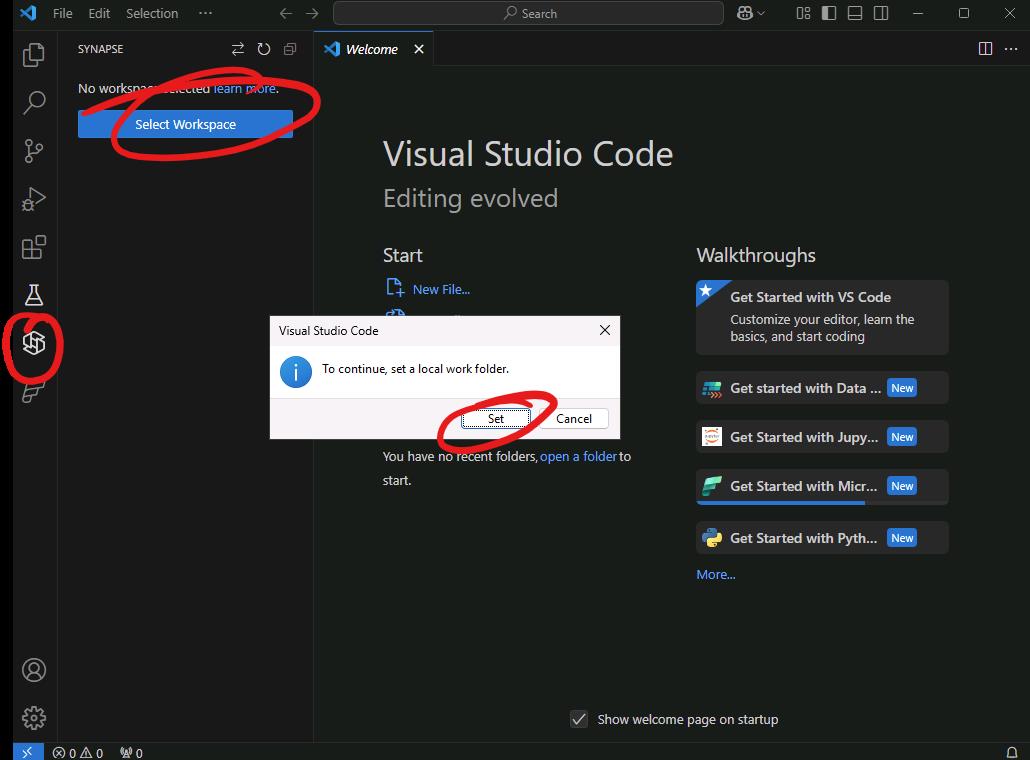 File Edit Selection ··· Search
SYNAPSE
Welcome
No workspace selected learn more.
Select Workspace
Visual Studio Code
Editing evolved
Start
New File...
Visual Studio Code
To continue, set a local work folder.
Set Cancel
You have no recent folders, open a folder to
start.
Walkthroughs
Get Started with VS Code
Customize your editor, learn the
basics, and start coding
Get started with Data ... New
Get Started with Jupy... New
Get Started with Micr... New
Get Started with Pyth... New
More...
Show welcome page on startup
0 0 0